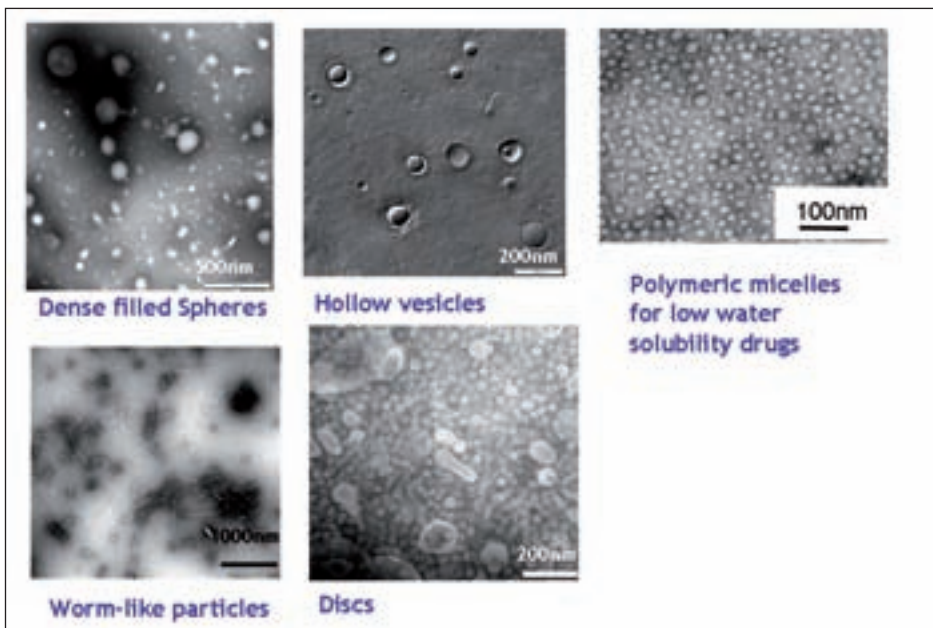 500nm
Dense filled Spheres
200nm
Hollow vesicles
100nm
Polymeric micelles
for low water
solubility drugs
1000nm
Worm-like particles
200nm
Discs